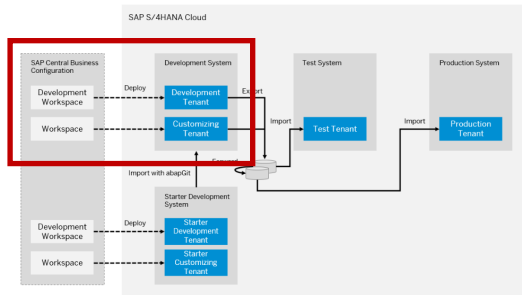 SAP S/4HANA Cloud
SAP Central Business
Configuration
Development System
Test System
Production System
Development
Workspace
Deploy
Development
Tenant
Export
Workspace
Customizing
Tenant
Import
Test Tenant
Import
Production
Tenant
Forward
Import with abapGit
Starter Development
System
Development
Workspace
Deploy
Starter
Development
Tenant
Workspace
Starter
Customizing
Tenant